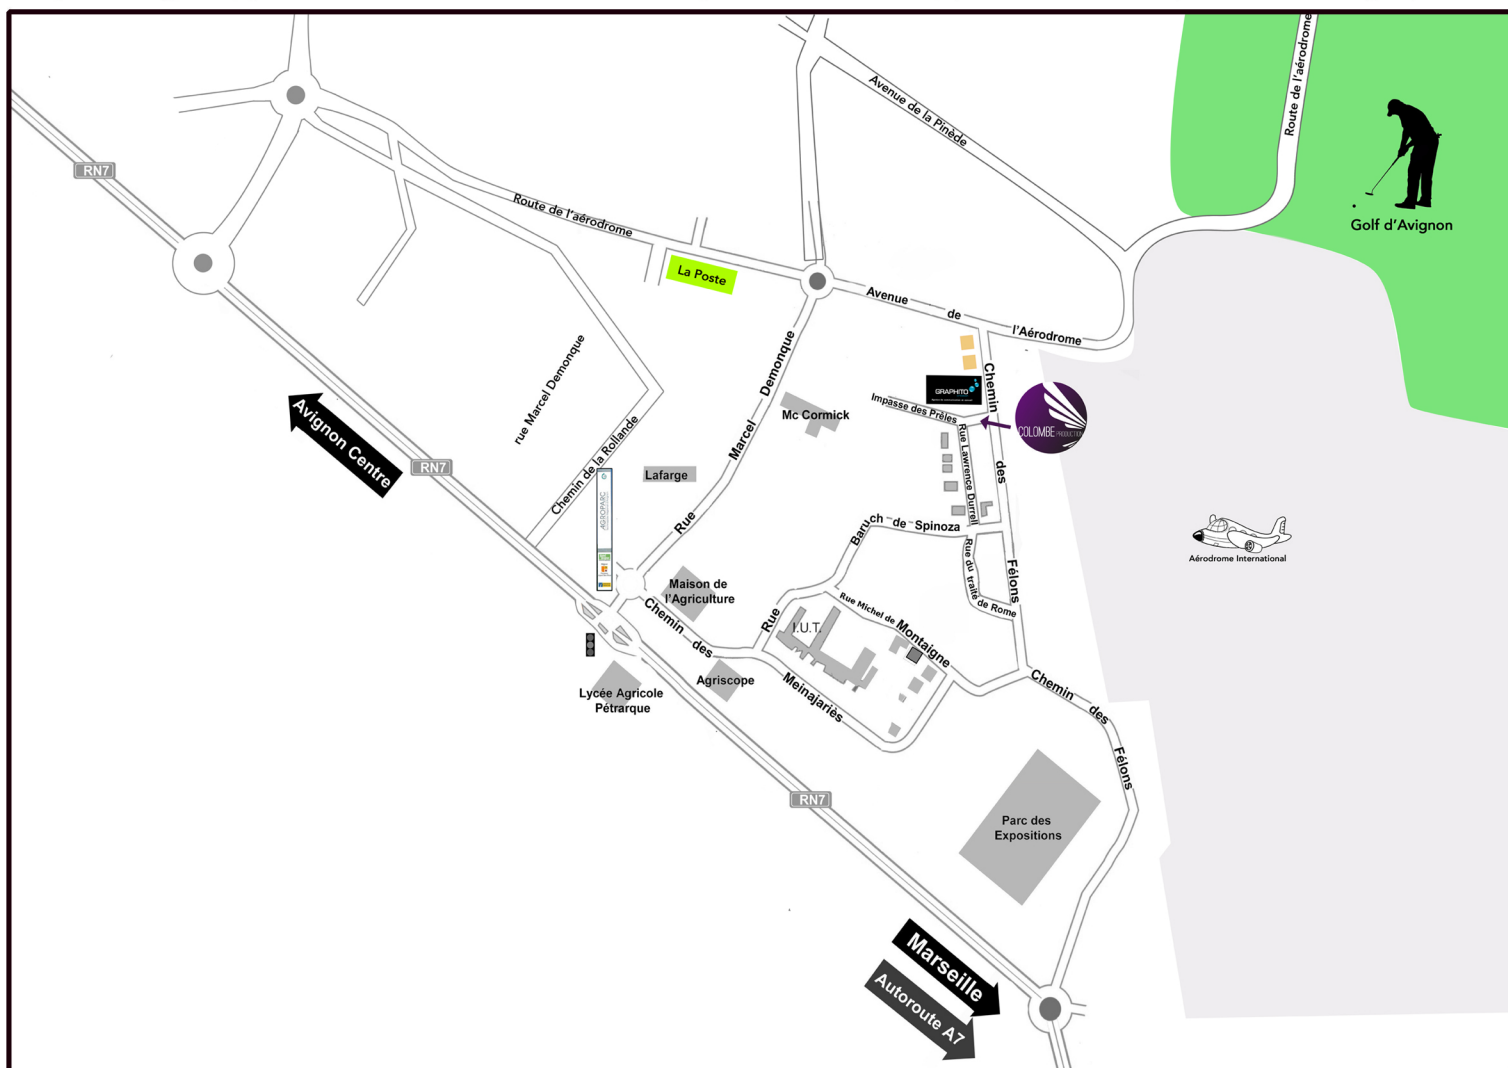 Route de l'aérodrome
Avenue de la Pinède
RN7
Golf d'Avignon
Route de l'aérodrome
La Poste
Avenue de l'Aérodrome
rue Marcel Demonque
Rue Marcel Demonque
Chemin des Félons
GRAPHITO
Impasse des Prêles
COLOMBE PRODUCTION
Mc Cormick
Avignon Centre
RN7
Chemin de la Rollande
Lafarge
AGROPARC
Rue Lawrence Durrell
Rue Baruch de Spinoza
Aérodrome International
Rue du traité de Rome
Maison de
l'Agriculture
Chemin des Meinajariès
Rue Michel de Montaigne
I.U.T.
Agriscope
Lycée Agricole
Pétrarque
Chemin des Félons
RN7
Parc des
Expositions
Marseille
Autoroute A7